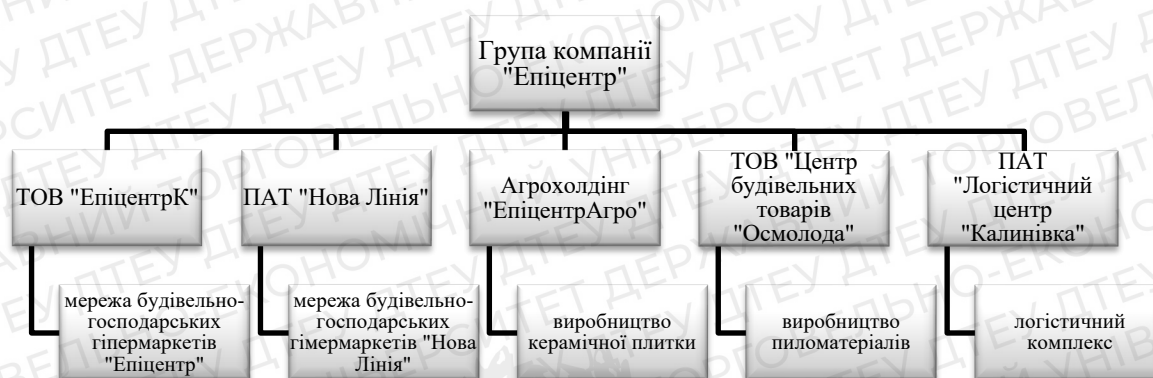 Група компанії
"Епіцентр"
ТОВ "ЕпіцентрК"
ПАТ "Нова Лінія"
Агрохолдінг
"ЕпіцентрАгро"
ТОВ "Центр
будівельних
товарів
"Осмолода"
ПАТ
"Логістичний
центр
"Калинівка"
мережа будівельно-
господарських
гіпермаркетів
"Епіцентр"
мережа будівельно-
господарських
гімермаркетів "Нова
Лінія"
виробництво
керамічної плитки
виробництво
пиломатеріалів
логістичний
комплекс